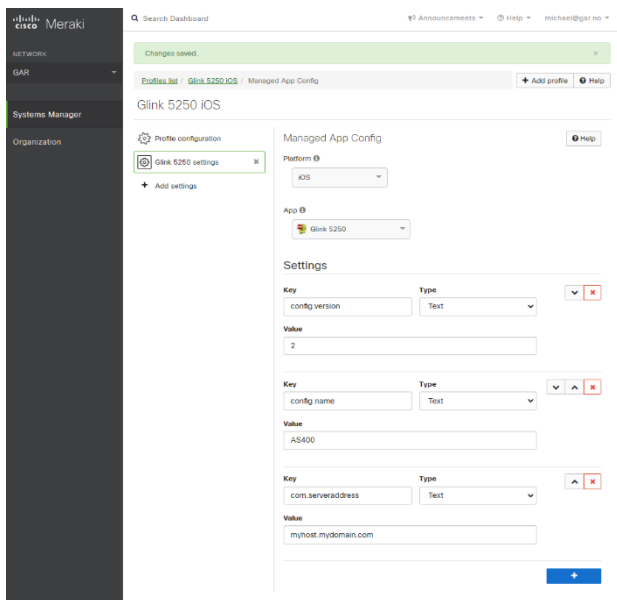 cisco Meraki
Search Dashboard
Announcements
Help
michael@gar.no
NETWORK
GAR
Systems Manager
Organization
Changes saved.
×
Profiles list / Glink 5250 iOS / Managed App Config
+ Add profile
Help
Glink 5250 iOS
Profile configuration
Glink 5250 settings
+ Add settings
Managed App Config
Help
Platform
iOS
App
Glink 5250
Settings
Key Type
config.version Text
Value
2
Key Type
config.name Text
Value
AS400
Key Type
com.serveraddress Text
Value
myhost.mydomain.com
+